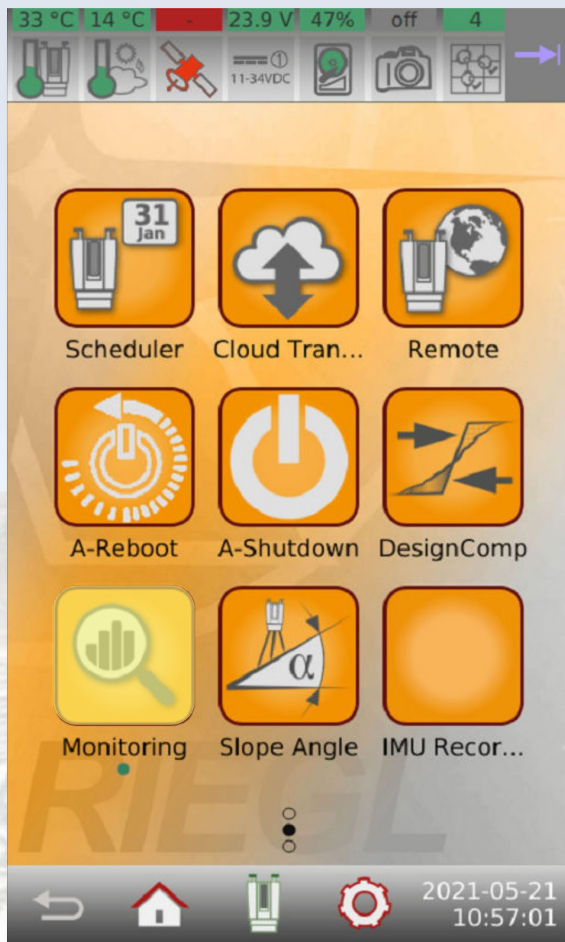 33 °C 14 °C - 23.9 V 47% off 4
11-34VDC
31
Jan
Scheduler Cloud Tran... Remote
A-Reboot A-Shutdown DesignComp
α
Monitoring Slope Angle IMU Recor...
RIEGL
2021-05-21
10:57:01